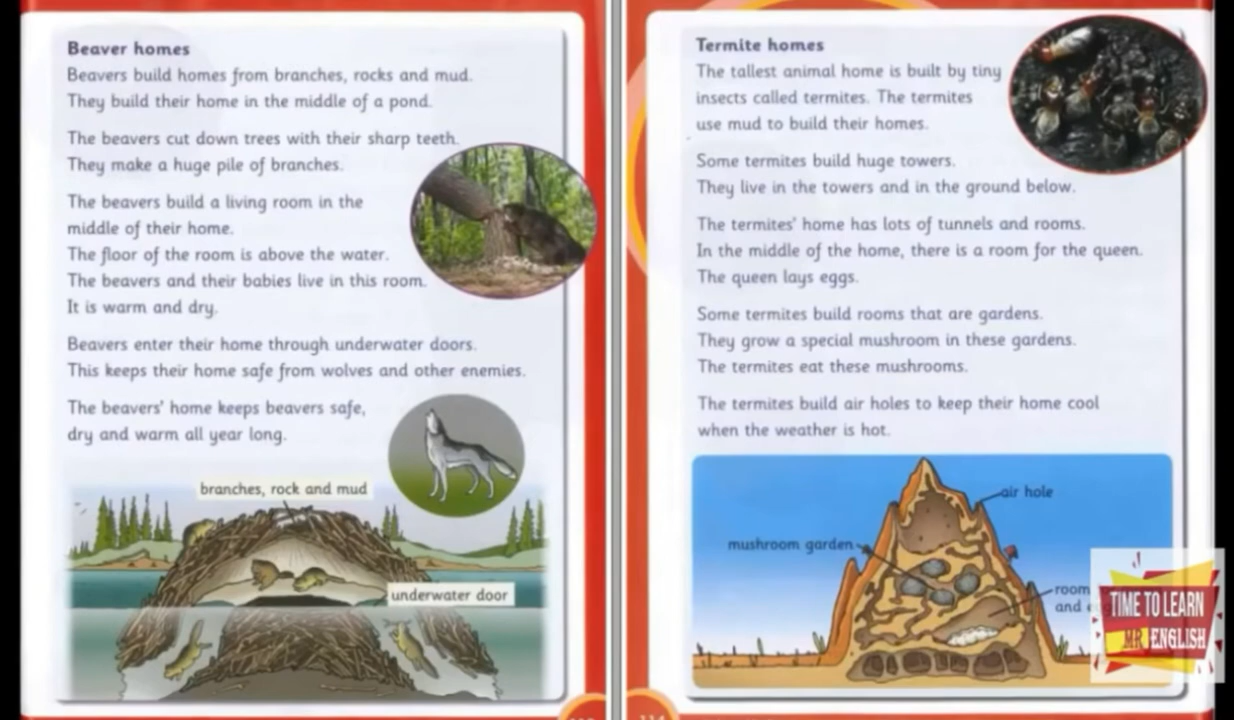 Beaver homes
Beavers build homes from branches, rocks and mud.
They build their home in the middle of a pond.
The beavers cut down trees with their sharp teeth.
They make a huge pile of branches.
The beavers build a living room in the
middle of their home.
The floor of the room is above the water.
The beavers and their babies live in this room.
It is warm and dry.
Beavers enter their home through underwater doors.
This keeps their home safe from wolves and other enemies.
The beavers' home keeps beavers safe,
dry and warm all year long.
branches, rock and mud
underwater door
Termite homes
The tallest animal home is built by tiny
insects called termites. The termites
use mud to build their homes.
Some termites build huge towers.
They live in the towers and in the ground below.
The termites' home has lots of tunnels and rooms.
In the middle of the home, there is a room for the queen.
The queen lays eggs.
Some termites build rooms that are gardens.
They grow a special mushroom in these gardens.
The termites eat these mushrooms.
The termites build air holes to keep their home cool
when the weather is hot.
air hole
mushroom garden
room
and
TIME TO LEARN
MR ENGLISH